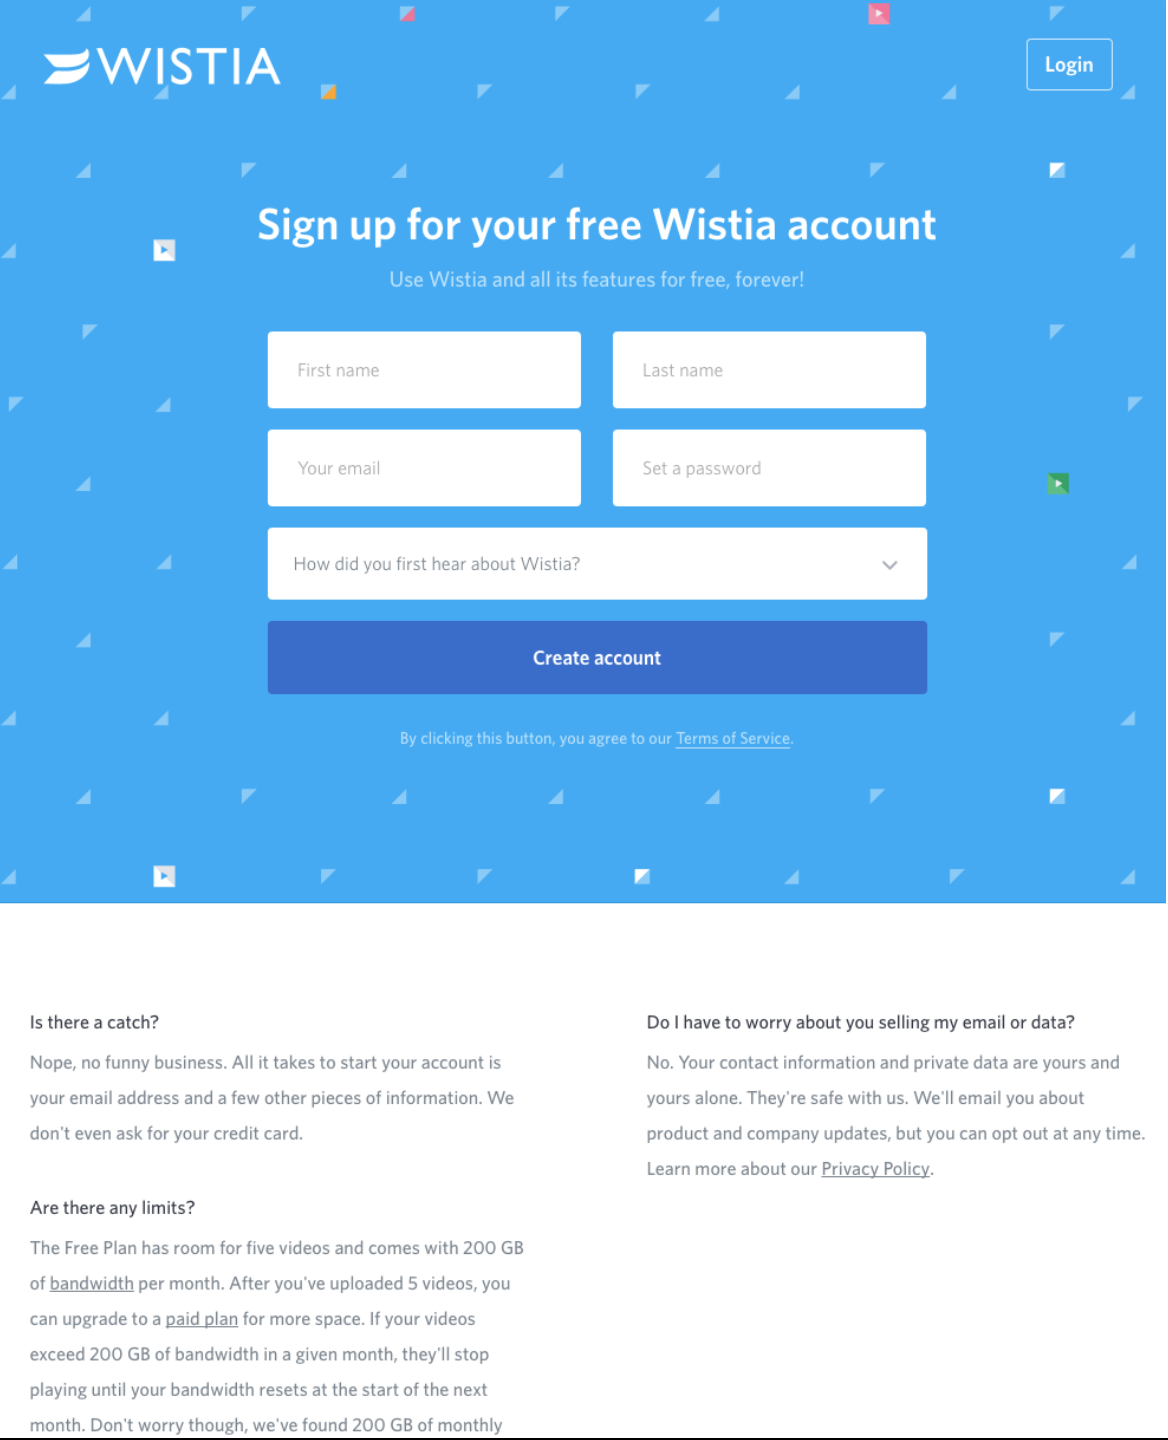 WISTIA
Login
Sign up for your free Wistia account
Use Wistia and all its features for free, forever!
First name
Last name
Your email
Set a password
How did you first hear about Wistia?
Create account
By clicking this button, you agree to our Terms of Service.
Is there a catch?
Nope, no funny business. All it takes to start your account is
your email address and a few other pieces of information. We
don't even ask for your credit card.
Are there any limits?
The Free Plan has room for five videos and comes with 200 GB
of bandwidth per month. After you've uploaded 5 videos, you
can upgrade to a paid plan for more space. If your videos
exceed 200 GB of bandwidth in a given month, they'll stop
playing until your bandwidth resets at the start of the next
month. Don't worry though, we've found 200 GB of monthly
Do I have to worry about you selling my email or data?
No. Your contact information and private data are yours and
yours alone. They're safe with us. We'll email you about
product and company updates, but you can opt out at any time.
Learn more about our Privacy Policy.